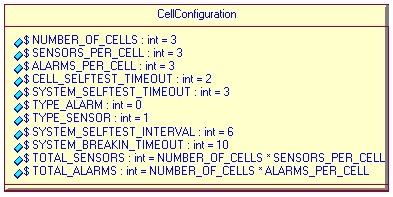 CellConfiguration
$ NUMBER_OF_CELLS : int = 3
$ SENSORS_PER_CELL : int = 3
$ ALARMS_PER_CELL : int = 3
$ CELL_SELFTEST_TIMEOUT : int = 2
$ SYSTEM_SELFTEST_TIMEOUT : int = 3
$ TYPE_ALARM : int = 0
$ TYPE_SENSOR : int = 1
$ SYSTEM_SELFTEST_INTERVAL : int = 6
$ SYSTEM_BREAKIN_TIMEOUT : int = 10
$ TOTAL_SENSORS : int = NUMBER_OF_CELLS * SENSORS_PER_CELL
$ TOTAL_ALARMS : int = NUMBER_OF_CELLS * ALARMS_PER_CELL